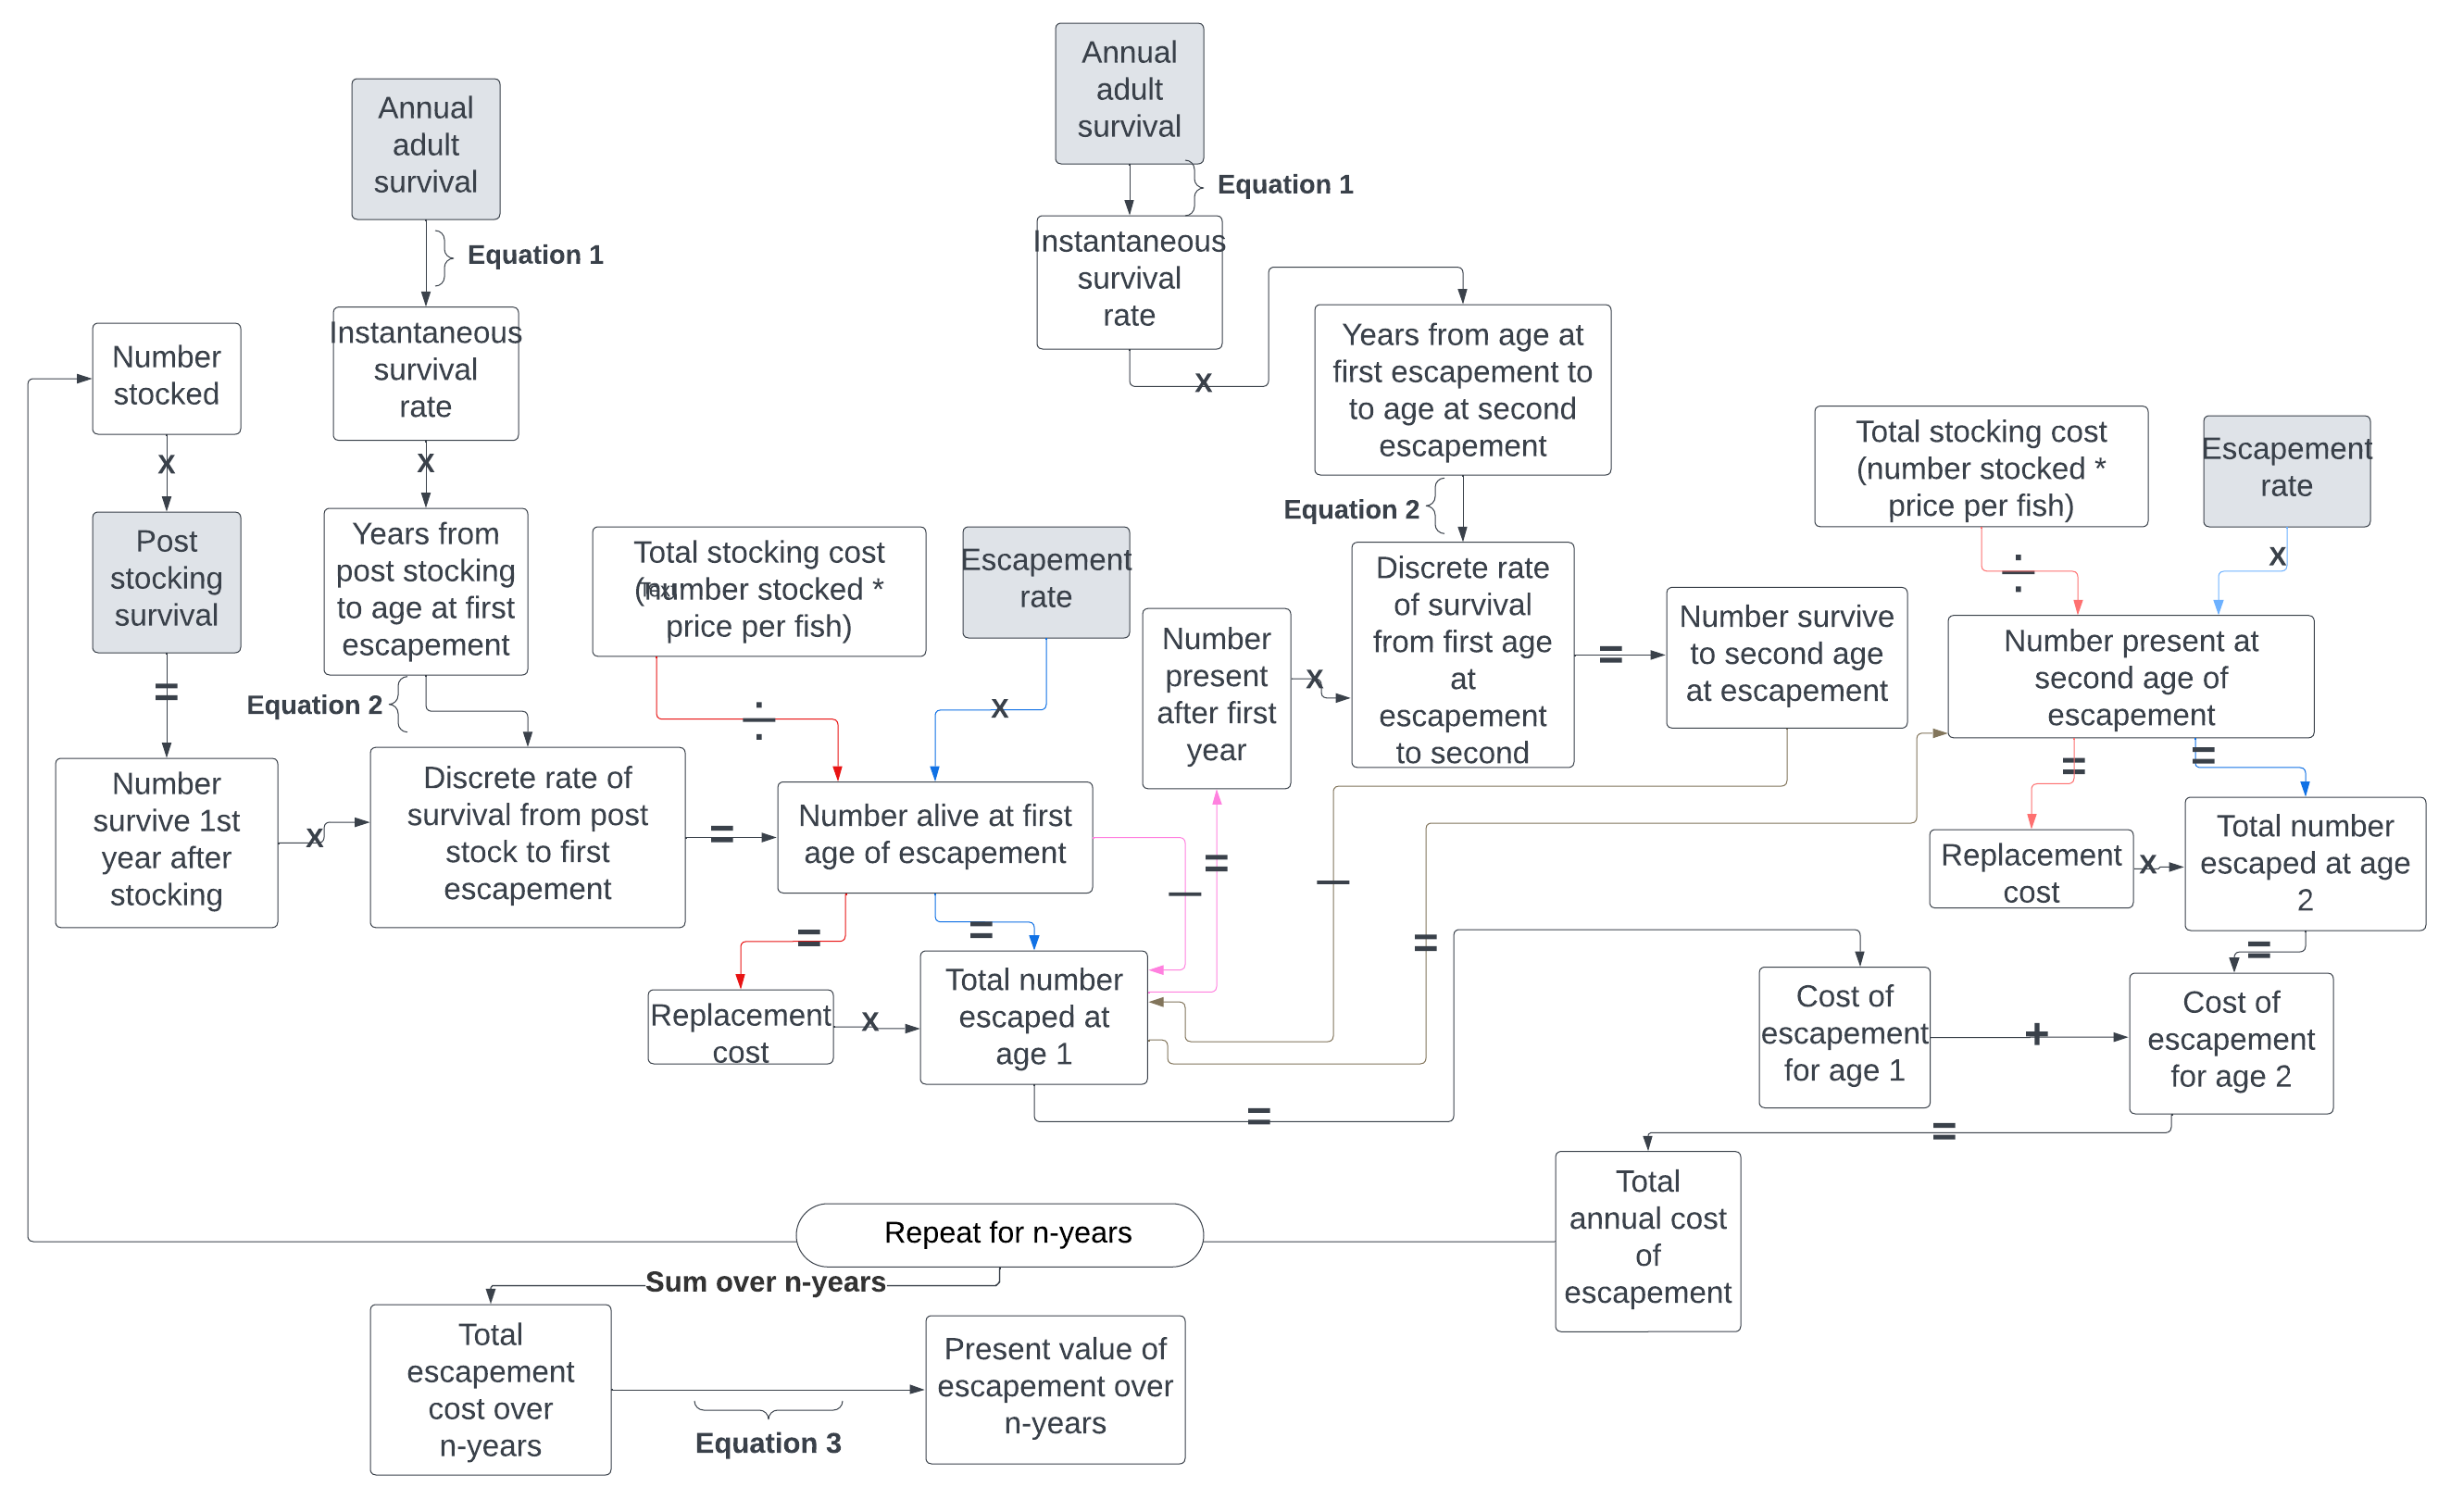 Annual
adult
survival
Equation 1
Instantaneous
survival
rate
x
Number
stocked
x
Post
stocking
survival
=
Number
survive 1st
year after
stocking
x
Years from
post stocking
to age at first
escapement
Equation 2
Discrete rate of
survival from post
stock to first
escapement
=
Total stocking cost
(number stocked *
price per fish)
Text
÷
Escapement
rate
x
Number alive at first
age of escapement
=
=
Replacement
cost
x
Total number
escaped at
age 1
—
=
Number
present
after first
year
x
Annual
adult
survival
Equation 1
Instantaneous
survival
rate
x
Years from age at
first escapement to
to age at second
escapement
Equation 2
Discrete rate
of survival
from first age
at
escapement
to second
=
Number survive
to second age
at escapement
—
=
Total stocking cost
(number stocked *
price per fish)
÷
Escapement
rate
x
Number present at
second age of
escapement
=
=
Replacement
cost
x
Total number
escaped at age
2
=
=
Cost of
escapement
for age 1
+
Cost of
escapement
for age 2
=
Total
annual cost
of
escapement
Repeat for n-years
Sum over n-years
Total
escapement
cost over
n-years
Equation 3
Present value of
escapement over
n-years